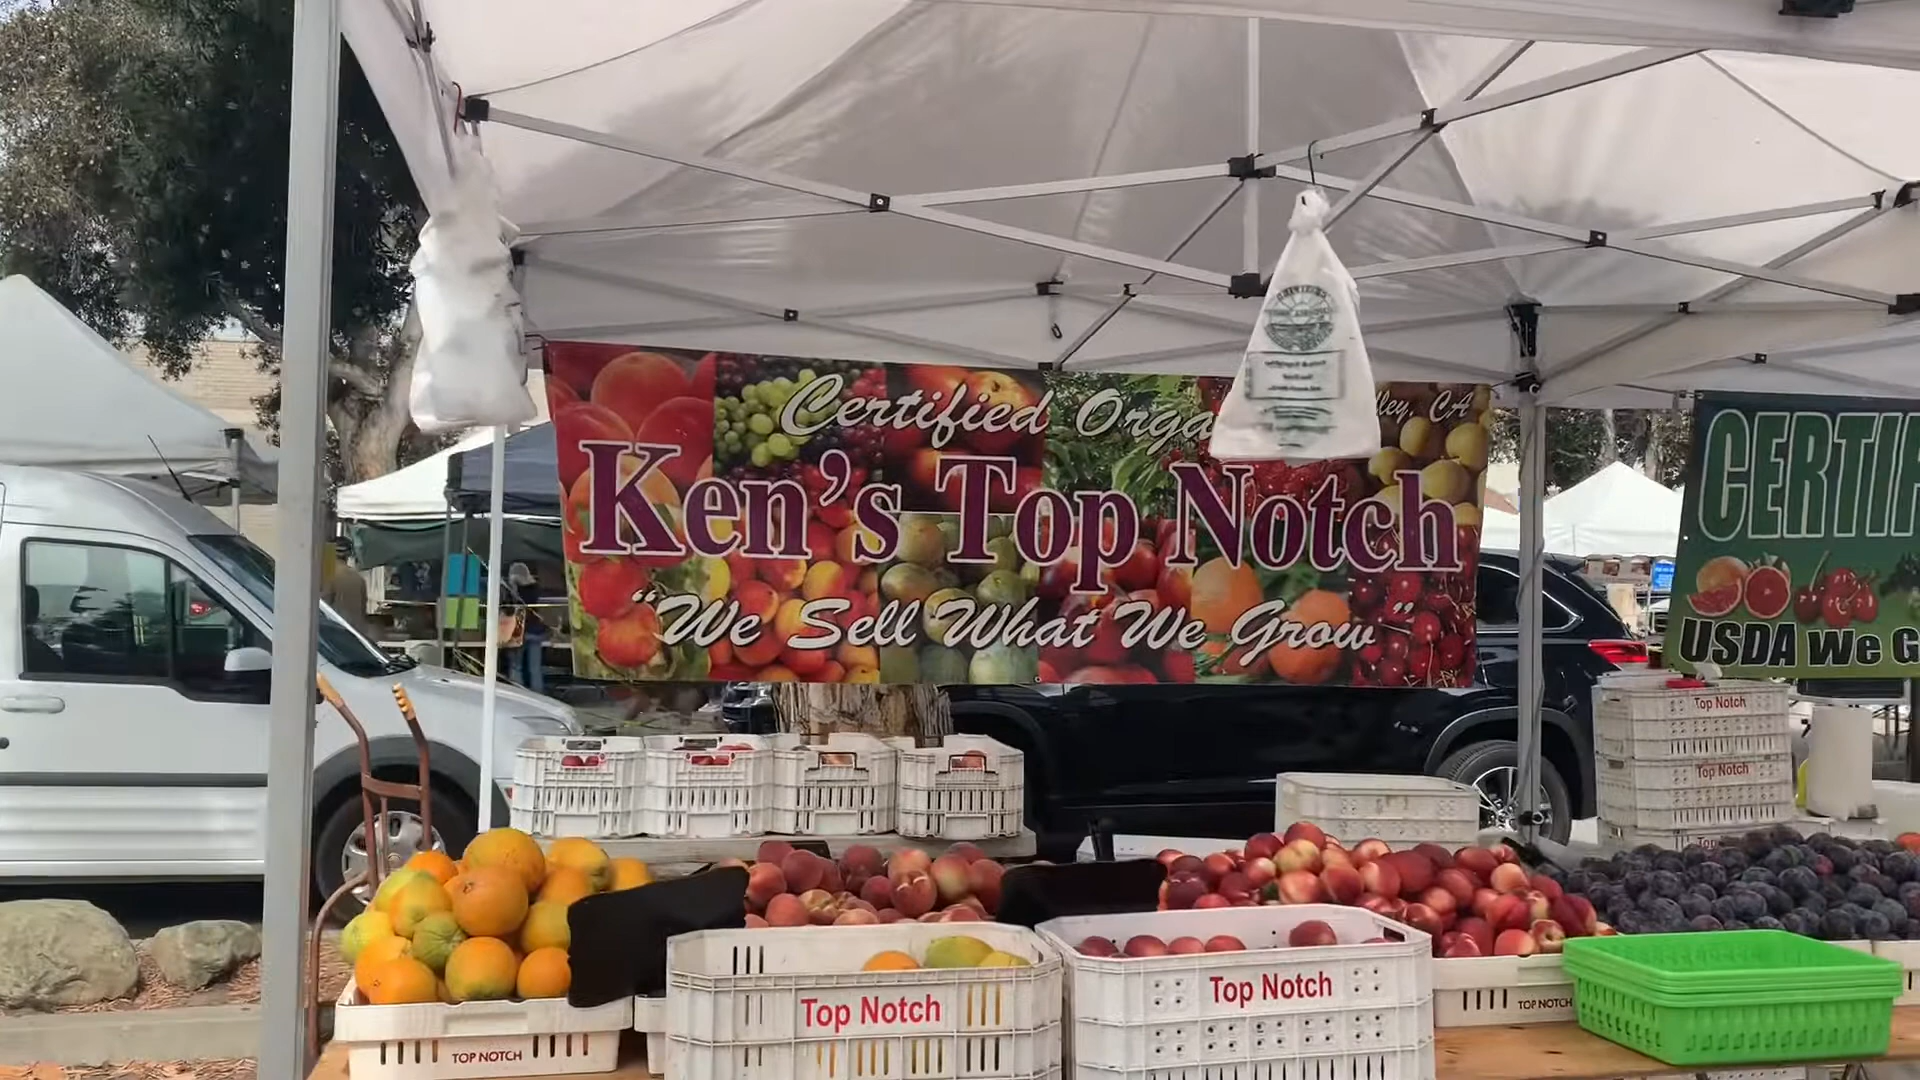 Certified Orga
lley, CA
Ken's Top Notch
"We Sell What We Grow"
CERTIF
USDA We G
Top Notch
Top Notch
Top Notch
Top Notch
TOP NOTCH
TOP NOTCH